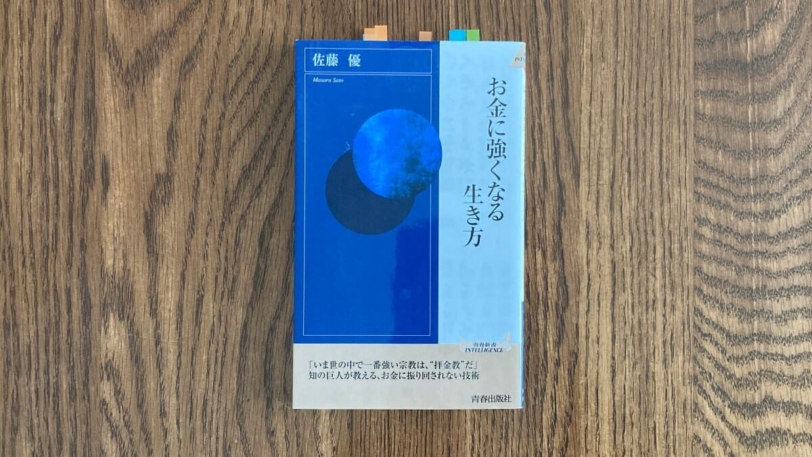 佐藤 優
Masaru Sato
お金に強くなる
生き方
青春新書
INTELLIGENCE
「いま世の中で一番強い宗教は、“拝金教”だ」
知の巨人が教える、お金に振り回されない技術
青春出版社